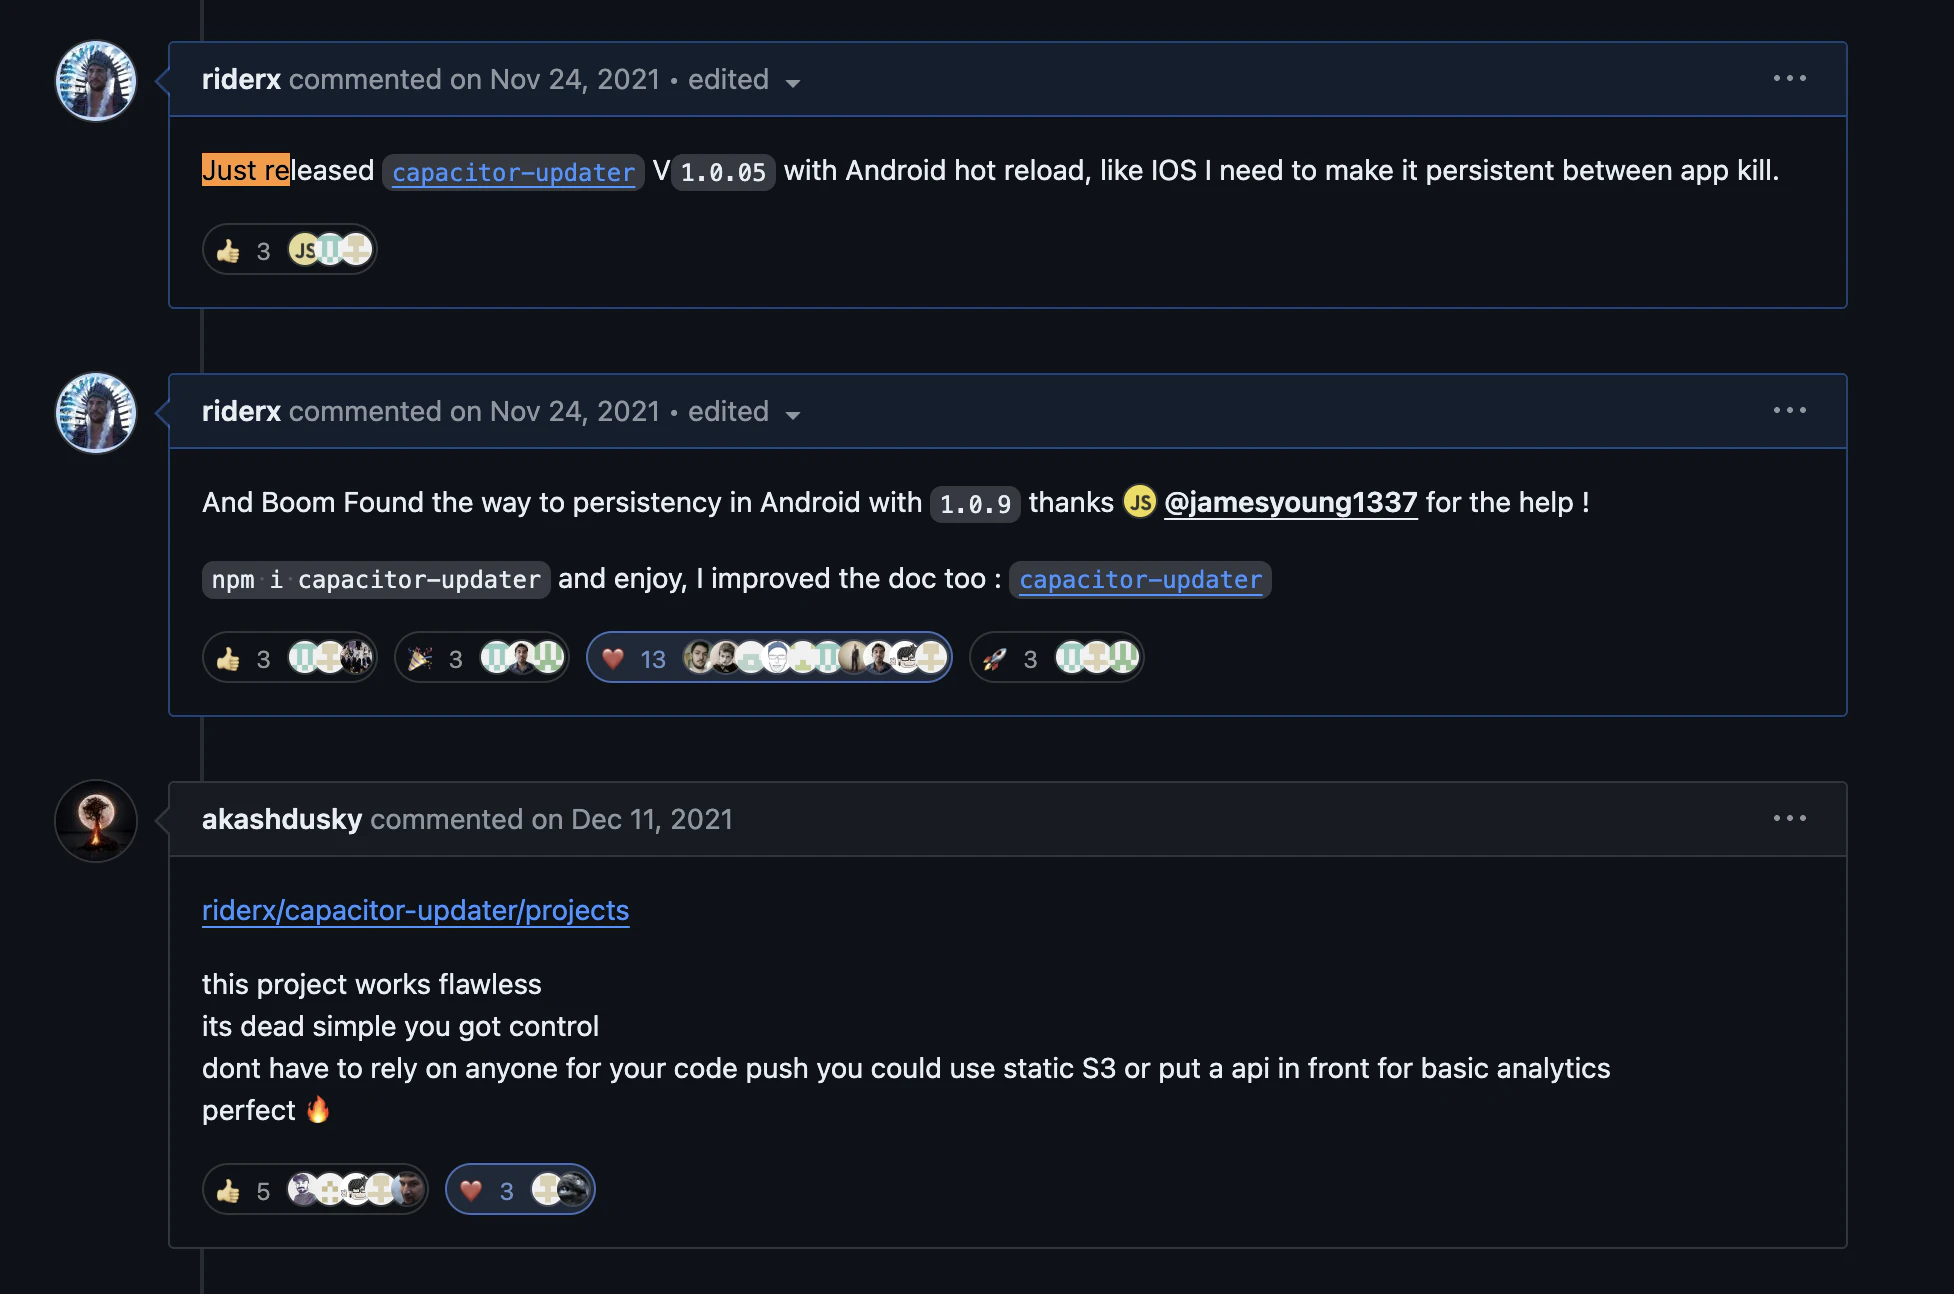 riderx commented on Nov 24, 2021 • edited
Just released capacitor-updater V 1.0.05 with Android hot reload, like IOS I need to make it persistent between app kill.
👍 3 JS
riderx commented on Nov 24, 2021 • edited
And Boom Found the way to persistency in Android with 1.0.9 thanks JS @jamesyoung1337 for the help !
npm i capacitor-updater and enjoy, I improved the doc too : capacitor-updater
👍 3 🎉 3 ❤️ 13 🚀 3
akashdusky commented on Dec 11, 2021
riderx/capacitor-updater/projects
this project works flawless
its dead simple you got control
dont have to rely on anyone for your code push you could use static S3 or put a api in front for basic analytics
perfect 🔥
👍 5 ❤️ 3